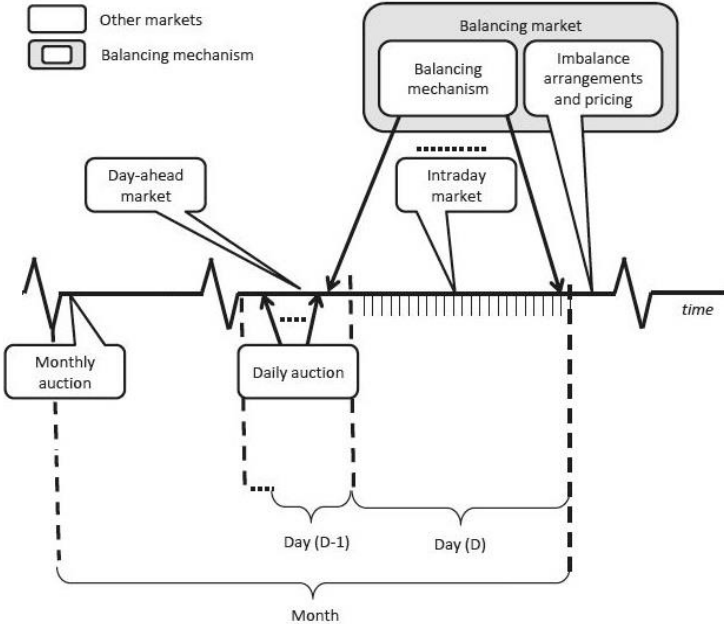 Other markets
Balancing mechanism
Balancing market
Balancing
mechanism
Imbalance
arrangements
and pricing
Day-ahead
market
Intraday
market
time
Monthly
auction
Daily auction
Day (D-1)
Day (D)
Month